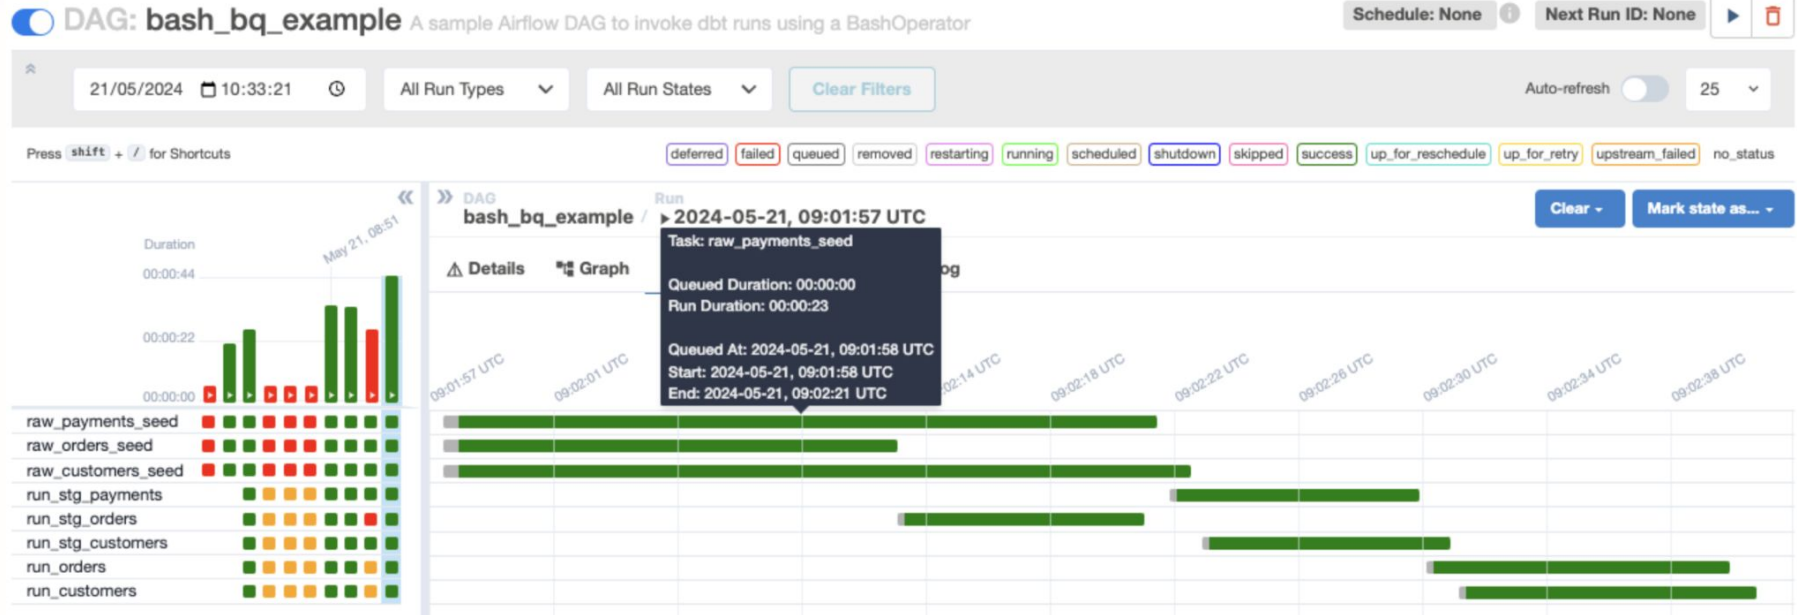 DAG: bash_bq_example A sample Airflow DAG to invoke dbt runs using a BashOperator
Schedule: None
Next Run ID: None
21/05/2024 10:33:21
All Run Types
All Run States
Clear Filters
Auto-refresh
25
Press shift + / for Shortcuts
deferred failed queued removed restarting running scheduled shutdown skipped success up_for_reschedule up_for_retry upstream_failed no_status
DAG
bash_bq_example /
Run
2024-05-21, 09:01:57 UTC
Clear
Mark state as...
Details
Graph
og
Task: raw_payments_seed
Queued Duration: 00:00:00
Run Duration: 00:00:23
Queued At: 2024-05-21, 09:01:58 UTC
Start: 2024-05-21, 09:01:58 UTC
End: 2024-05-21, 09:02:21 UTC
Duration
May 21, 08:51
00:00:44
00:00:22
00:00:00
09:01:57 UTC
09:02:01 UTC
:02:14 UTC
09:02:18 UTC
09:02:22 UTC
09:02:26 UTC
09:02:30 UTC
09:02:34 UTC
09:02:38 UTC
raw_payments_seed
raw_orders_seed
raw_customers_seed
run_stg_payments
run_stg_orders
run_stg_customers
run_orders
run_customers